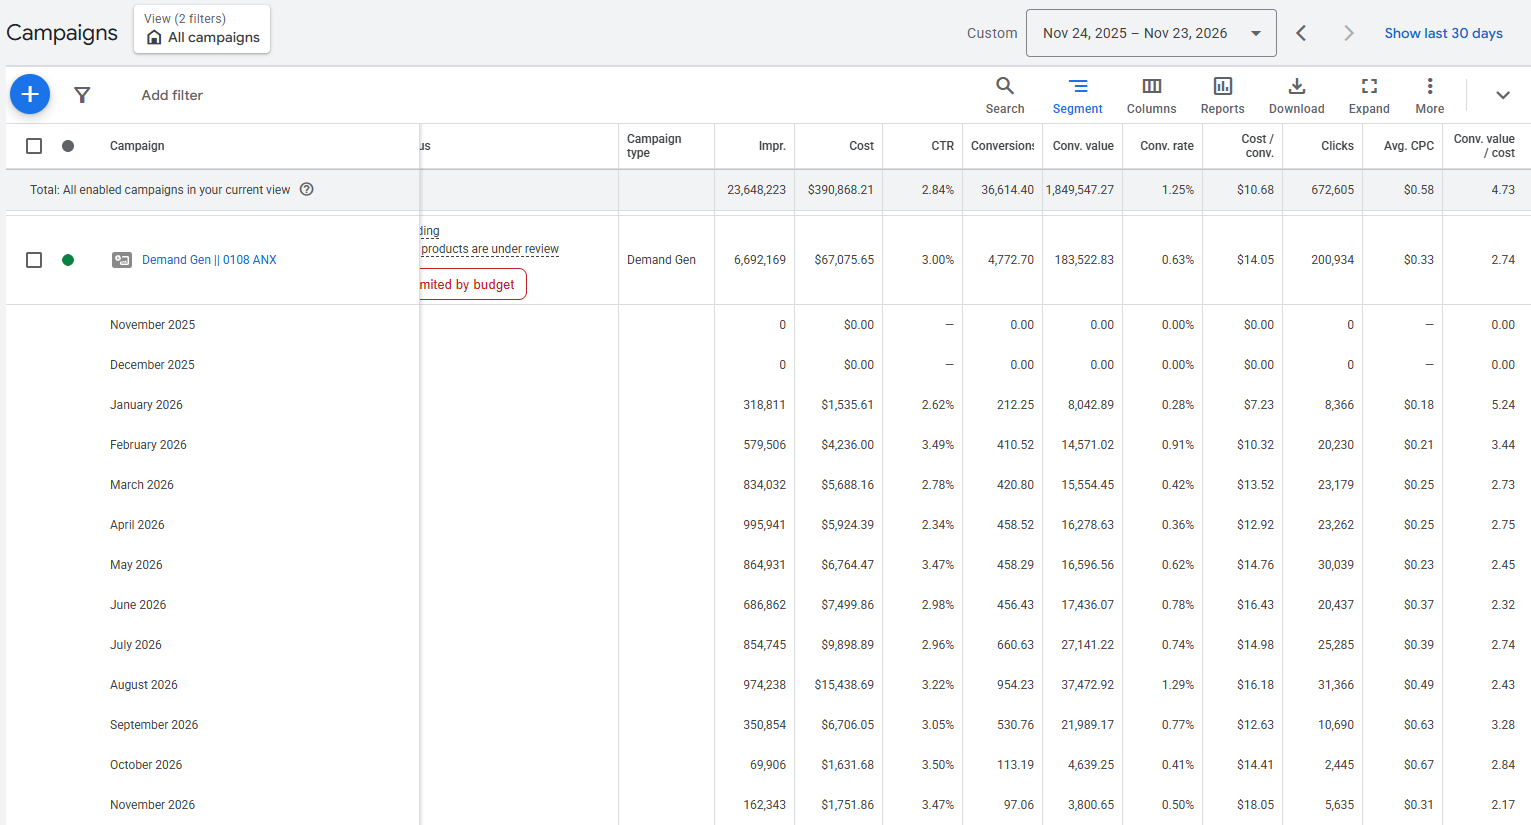 Campaigns
View (2 filters)
All campaigns
Custom
Nov 24, 2025 – Nov 23, 2026
Show last 30 days
Add filter
Search
Segment
Columns
Reports
Download
Expand
More
Campaign us Campaign type Impr. Cost CTR Conversions Conv. value Conv. rate Cost / conv. Clicks Avg. CPC Conv. value / cost
Total: All enabled campaigns in your current view 23,648,223 $390,868.21 2.84% 36,614.40 1,849,547.27 1.25% $10.68 672,605 $0.58 4.73
ding
products are under review
mited by budget
Demand Gen || 0108 ANX Demand Gen 6,692,169 $67,075.65 3.00% 4,772.70 183,522.83 0.63% $14.05 200,934 $0.33 2.74
November 2025 0 $0.00 — 0.00 0.00 0.00% $0.00 0 — 0.00
December 2025 0 $0.00 — 0.00 0.00 0.00% $0.00 0 — 0.00
January 2026 318,811 $1,535.61 2.62% 212.25 8,042.89 0.28% $7.23 8,366 $0.18 5.24
February 2026 579,506 $4,236.00 3.49% 410.52 14,571.02 0.91% $10.32 20,230 $0.21 3.44
March 2026 834,032 $5,688.16 2.78% 420.80 15,554.45 0.42% $13.52 23,179 $0.25 2.73
April 2026 995,941 $5,924.39 2.34% 458.52 16,278.63 0.36% $12.92 23,262 $0.25 2.75
May 2026 864,931 $6,764.47 3.47% 458.29 16,596.56 0.62% $14.76 30,039 $0.23 2.45
June 2026 686,862 $7,499.86 2.98% 456.43 17,436.07 0.78% $16.43 20,437 $0.37 2.32
July 2026 854,745 $9,898.89 2.96% 660.63 27,141.22 0.74% $14.98 25,285 $0.39 2.74
August 2026 974,238 $15,438.69 3.22% 954.23 37,472.92 1.29% $16.18 31,366 $0.49 2.43
September 2026 350,854 $6,706.05 3.05% 530.76 21,989.17 0.77% $12.63 10,690 $0.63 3.28
October 2026 69,906 $1,631.68 3.50% 113.19 4,639.25 0.41% $14.41 2,445 $0.67 2.84
November 2026 162,343 $1,751.86 3.47% 97.06 3,800.65 0.50% $18.05 5,635 $0.31 2.17